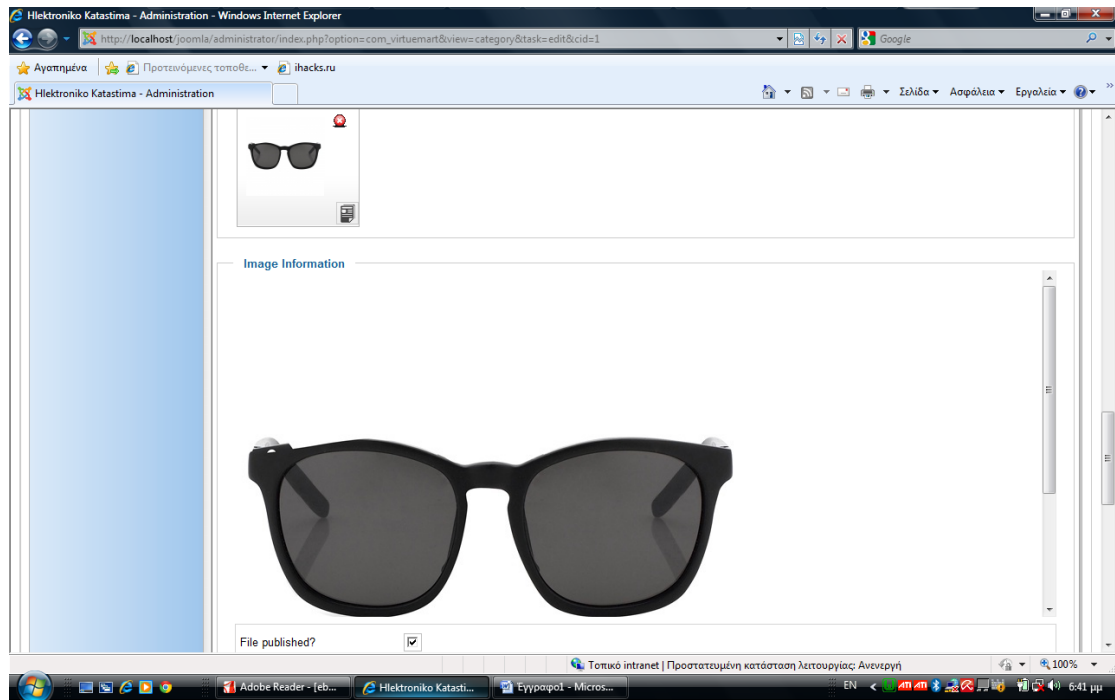 Hlektroniko Katastima - Administration - Windows Internet Explorer
http://localhost/joomla/administrator/index.php?option=com_virtuemart&view=category&task=edit&cid=1
Google
Αγαπημένα
Προτεινόμενες τοποθε...
ihacks.ru
Hlektroniko Katastima - Administration
Σελίδα
Ασφάλεια
Εργαλεία
Image Information
File published?
Τοπικό intranet | Προστατευμένη κατάσταση λειτουργίας: Ανενεργή
100%
Adobe Reader - [eb...
Hlektroniko Katasti...
Έγγραφο1 - Micros...
EN
ATI ATI
6:41 μμ